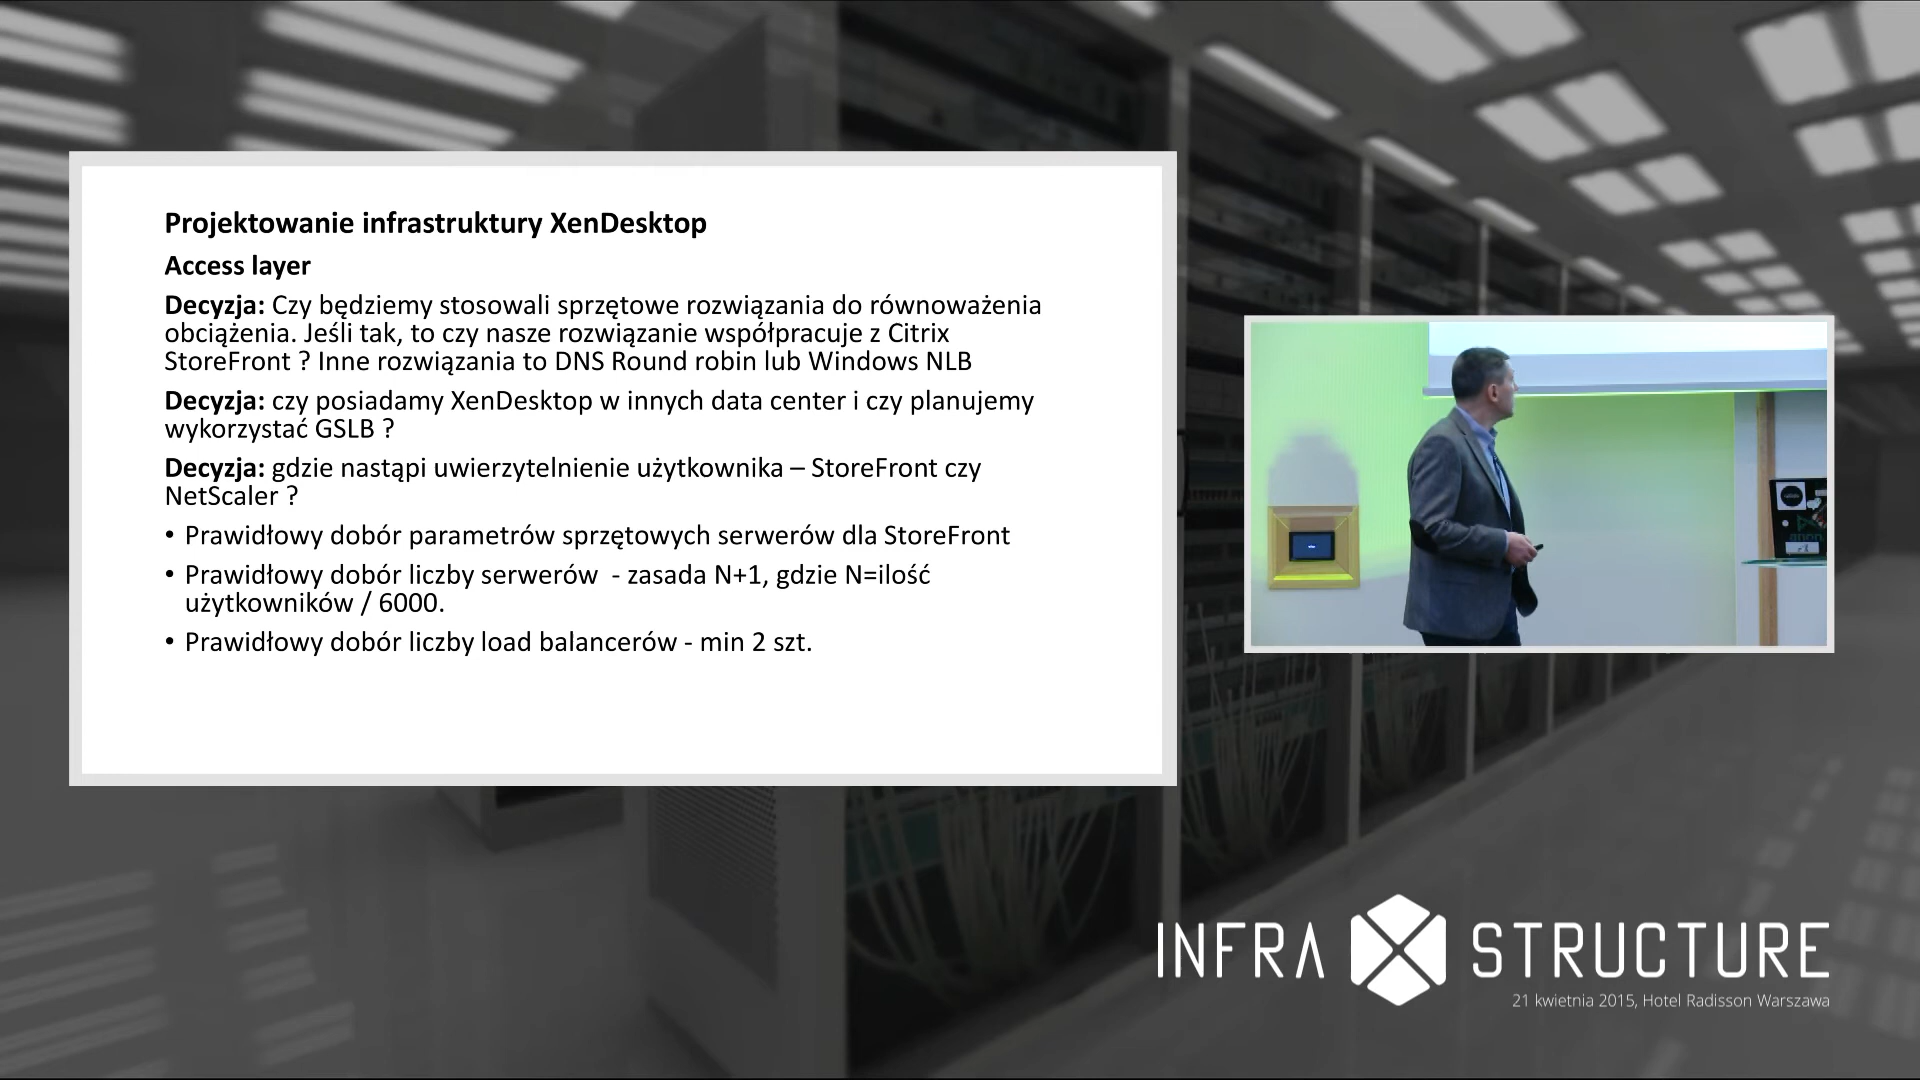 Projektowanie infrastruktury XenDesktop
Access layer
Decyzja: Czy będziemy stosowali sprzętowe rozwiązania do równoważenia
obciążenia. Jeśli tak, to czy nasze rozwiązanie współpracuje z Citrix
StoreFront ? Inne rozwiązania to DNS Round robin lub Windows NLB
Decyzja: czy posiadamy XenDesktop w innych data center i czy planujemy
wykorzystać GSLB ?
Decyzja: gdzie nastąpi uwierzytelnienie użytkownika – StoreFront czy
NetScaler ?
• Prawidłowy dobór parametrów sprzętowych serwerów dla StoreFront
• Prawidłowy dobór liczby serwerów  - zasada N+1, gdzie N=ilość
użytkowników / 6000.
• Prawidłowy dobór liczby load balancerów - min 2 szt.
INFRA STRUCTURE
21 kwietnia 2015, Hotel Radisson Warszawa